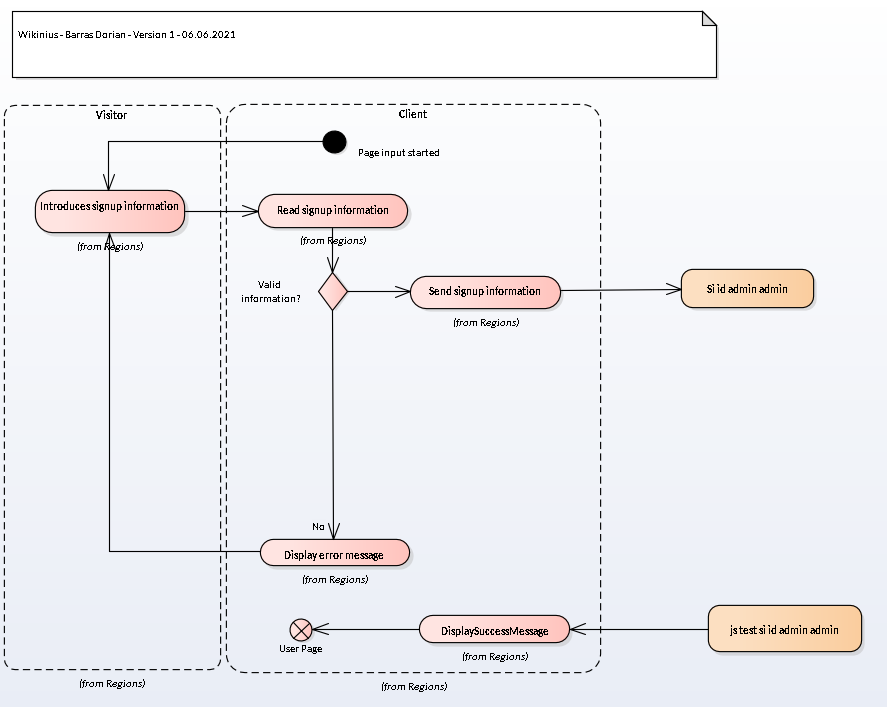 Wikinius - Barras Dorian - Version 1 - 06.06.2021
Visitor
Client
Page input started
Introduces signup information
(from Regions)
Read signup information
(from Regions)
Valid
information?
Send signup information
(from Regions)
Si id admin admin
No
Display error message
(from Regions)
User Page
DisplaySuccessMessage
(from Regions)
js test si id admin admin
(from Regions)
(from Regions)